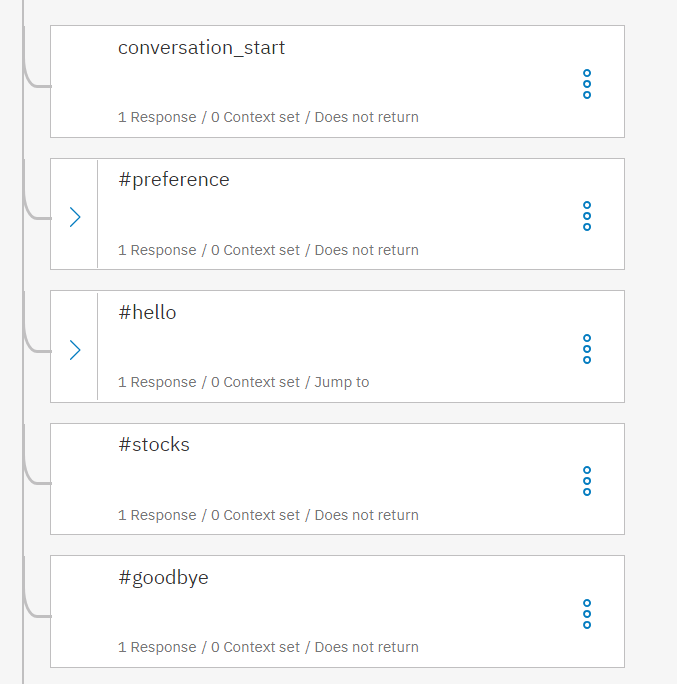 conversation_start
1 Response / 0 Context set / Does not return
#preference
1 Response / 0 Context set / Does not return
#hello
1 Response / 0 Context set / Jump to
#stocks
1 Response / 0 Context set / Does not return
#goodbye
1 Response / 0 Context set / Does not return